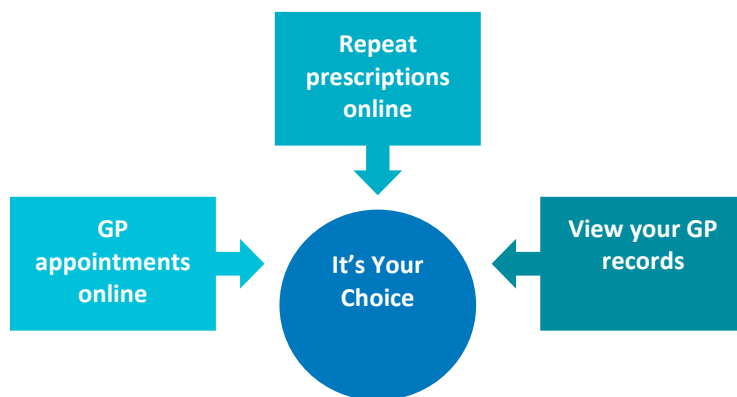 Repeat
prescriptions
online
GP
appointments
online
It’s Your
Choice
View your GP
records